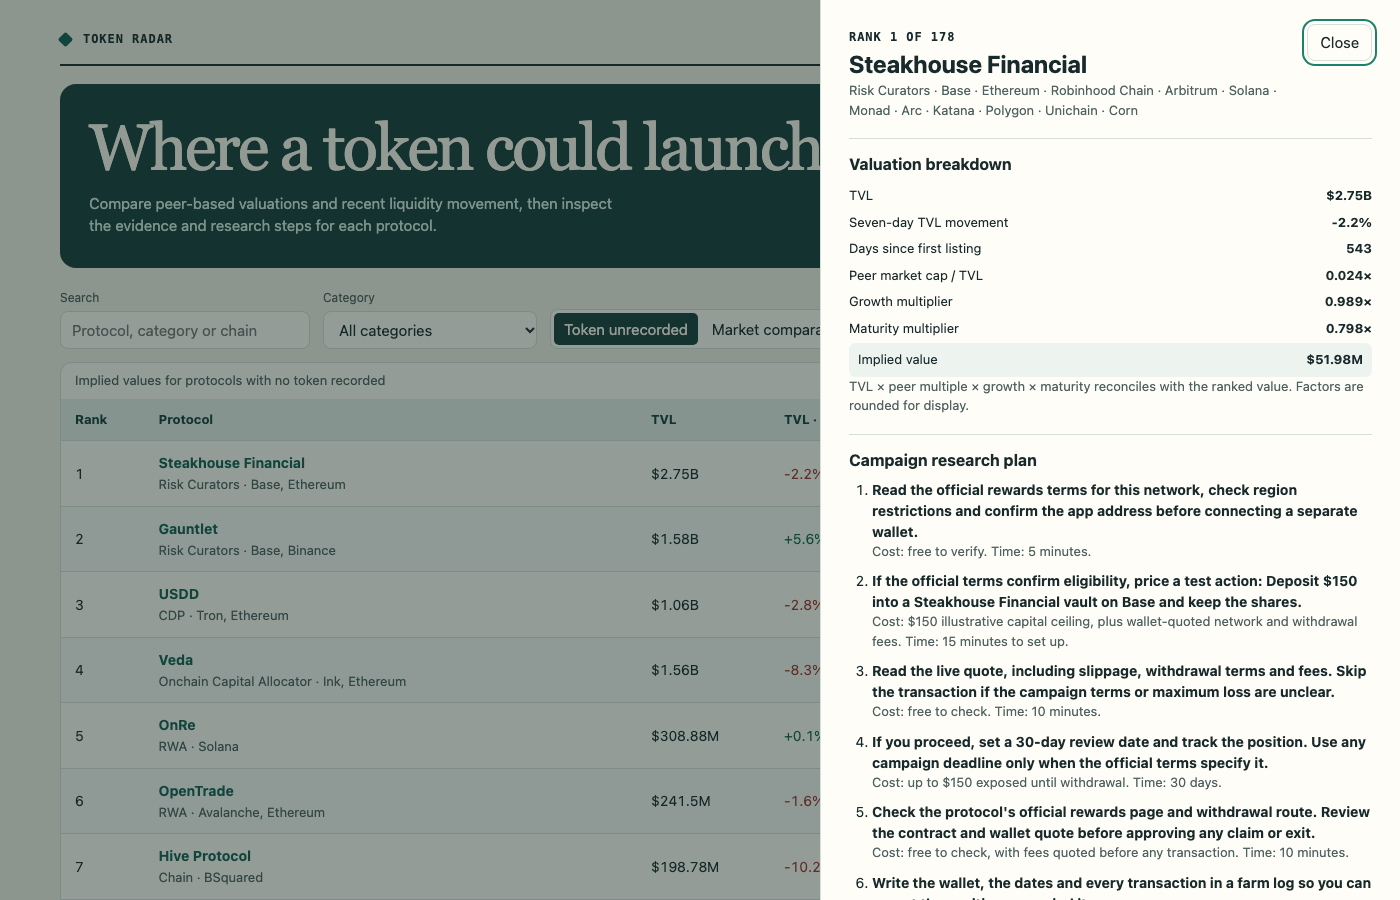 TOKEN RADAR
Where a token could launch
Compare peer-based valuations and recent liquidity movement, then inspect
the evidence and research steps for each protocol.
Search
Category
Protocol, category or chain
All categories
Token unrecorded
Market compara
Implied values for protocols with no token recorded
Rank Protocol TVL TVL ·
1 Steakhouse Financial $2.75B -2.2%
Risk Curators · Base, Ethereum
2 Gauntlet $1.58B +5.6%
Risk Curators · Base, Binance
3 USDD $1.06B -2.8%
CDP · Tron, Ethereum
4 Veda $1.56B -8.3%
Onchain Capital Allocator · Ink, Ethereum
5 OnRe $308.88M +0.1%
RWA · Solana
6 OpenTrade $241.5M -1.6%
RWA · Avalanche, Ethereum
7 Hive Protocol $198.78M -10.2
Chain · BSquared
RANK 1 OF 178
Close
Steakhouse Financial
Risk Curators · Base · Ethereum · Robinhood Chain · Arbitrum · Solana ·
Monad · Arc · Katana · Polygon · Unichain · Corn
Valuation breakdown
TVL $2.75B
Seven-day TVL movement -2.2%
Days since first listing 543
Peer market cap / TVL 0.024×
Growth multiplier 0.989×
Maturity multiplier 0.798×
Implied value $51.98M
TVL × peer multiple × growth × maturity reconciles with the ranked value. Factors are
rounded for display.
Campaign research plan
1. Read the official rewards terms for this network, check region
restrictions and confirm the app address before connecting a separate
wallet.
Cost: free to verify. Time: 5 minutes.
2. If the official terms confirm eligibility, price a test action: Deposit $150
into a Steakhouse Financial vault on Base and keep the shares.
Cost: $150 illustrative capital ceiling, plus wallet-quoted network and withdrawal
fees. Time: 15 minutes to set up.
3. Read the live quote, including slippage, withdrawal terms and fees. Skip
the transaction if the campaign terms or maximum loss are unclear.
Cost: free to check. Time: 10 minutes.
4. If you proceed, set a 30-day review date and track the position. Use any
campaign deadline only when the official terms specify it.
Cost: up to $150 exposed until withdrawal. Time: 30 days.
5. Check the protocol's official rewards page and withdrawal route. Review
the contract and wallet quote before approving any claim or exit.
Cost: free to check, with fees quoted before any transaction. Time: 10 minutes.
6. Write the wallet, the dates and every transaction in a farm log so you can